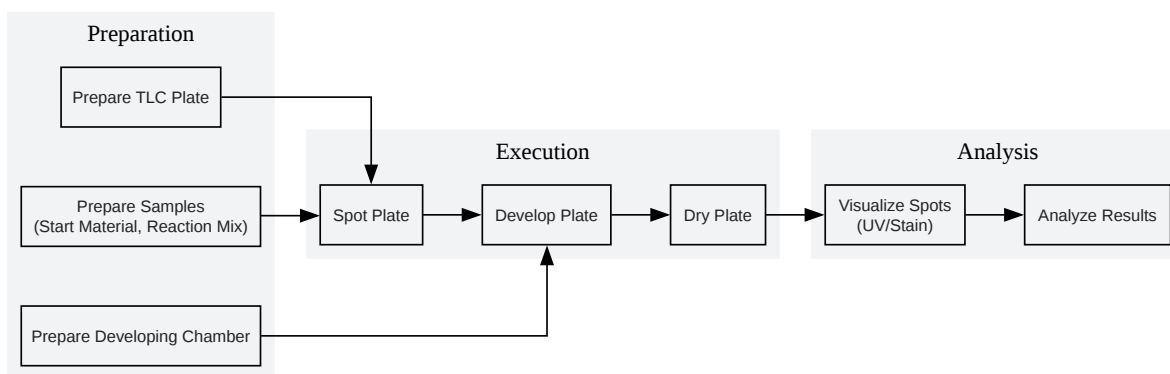 Preparation
Prepare TLC Plate
Prepare Samples
(Start Material, Reaction Mix)
Prepare Developing Chamber
Execution
Spot Plate
Develop Plate
Dry Plate
Analysis
Visualize Spots
(UV/Stain)
Analyze Results